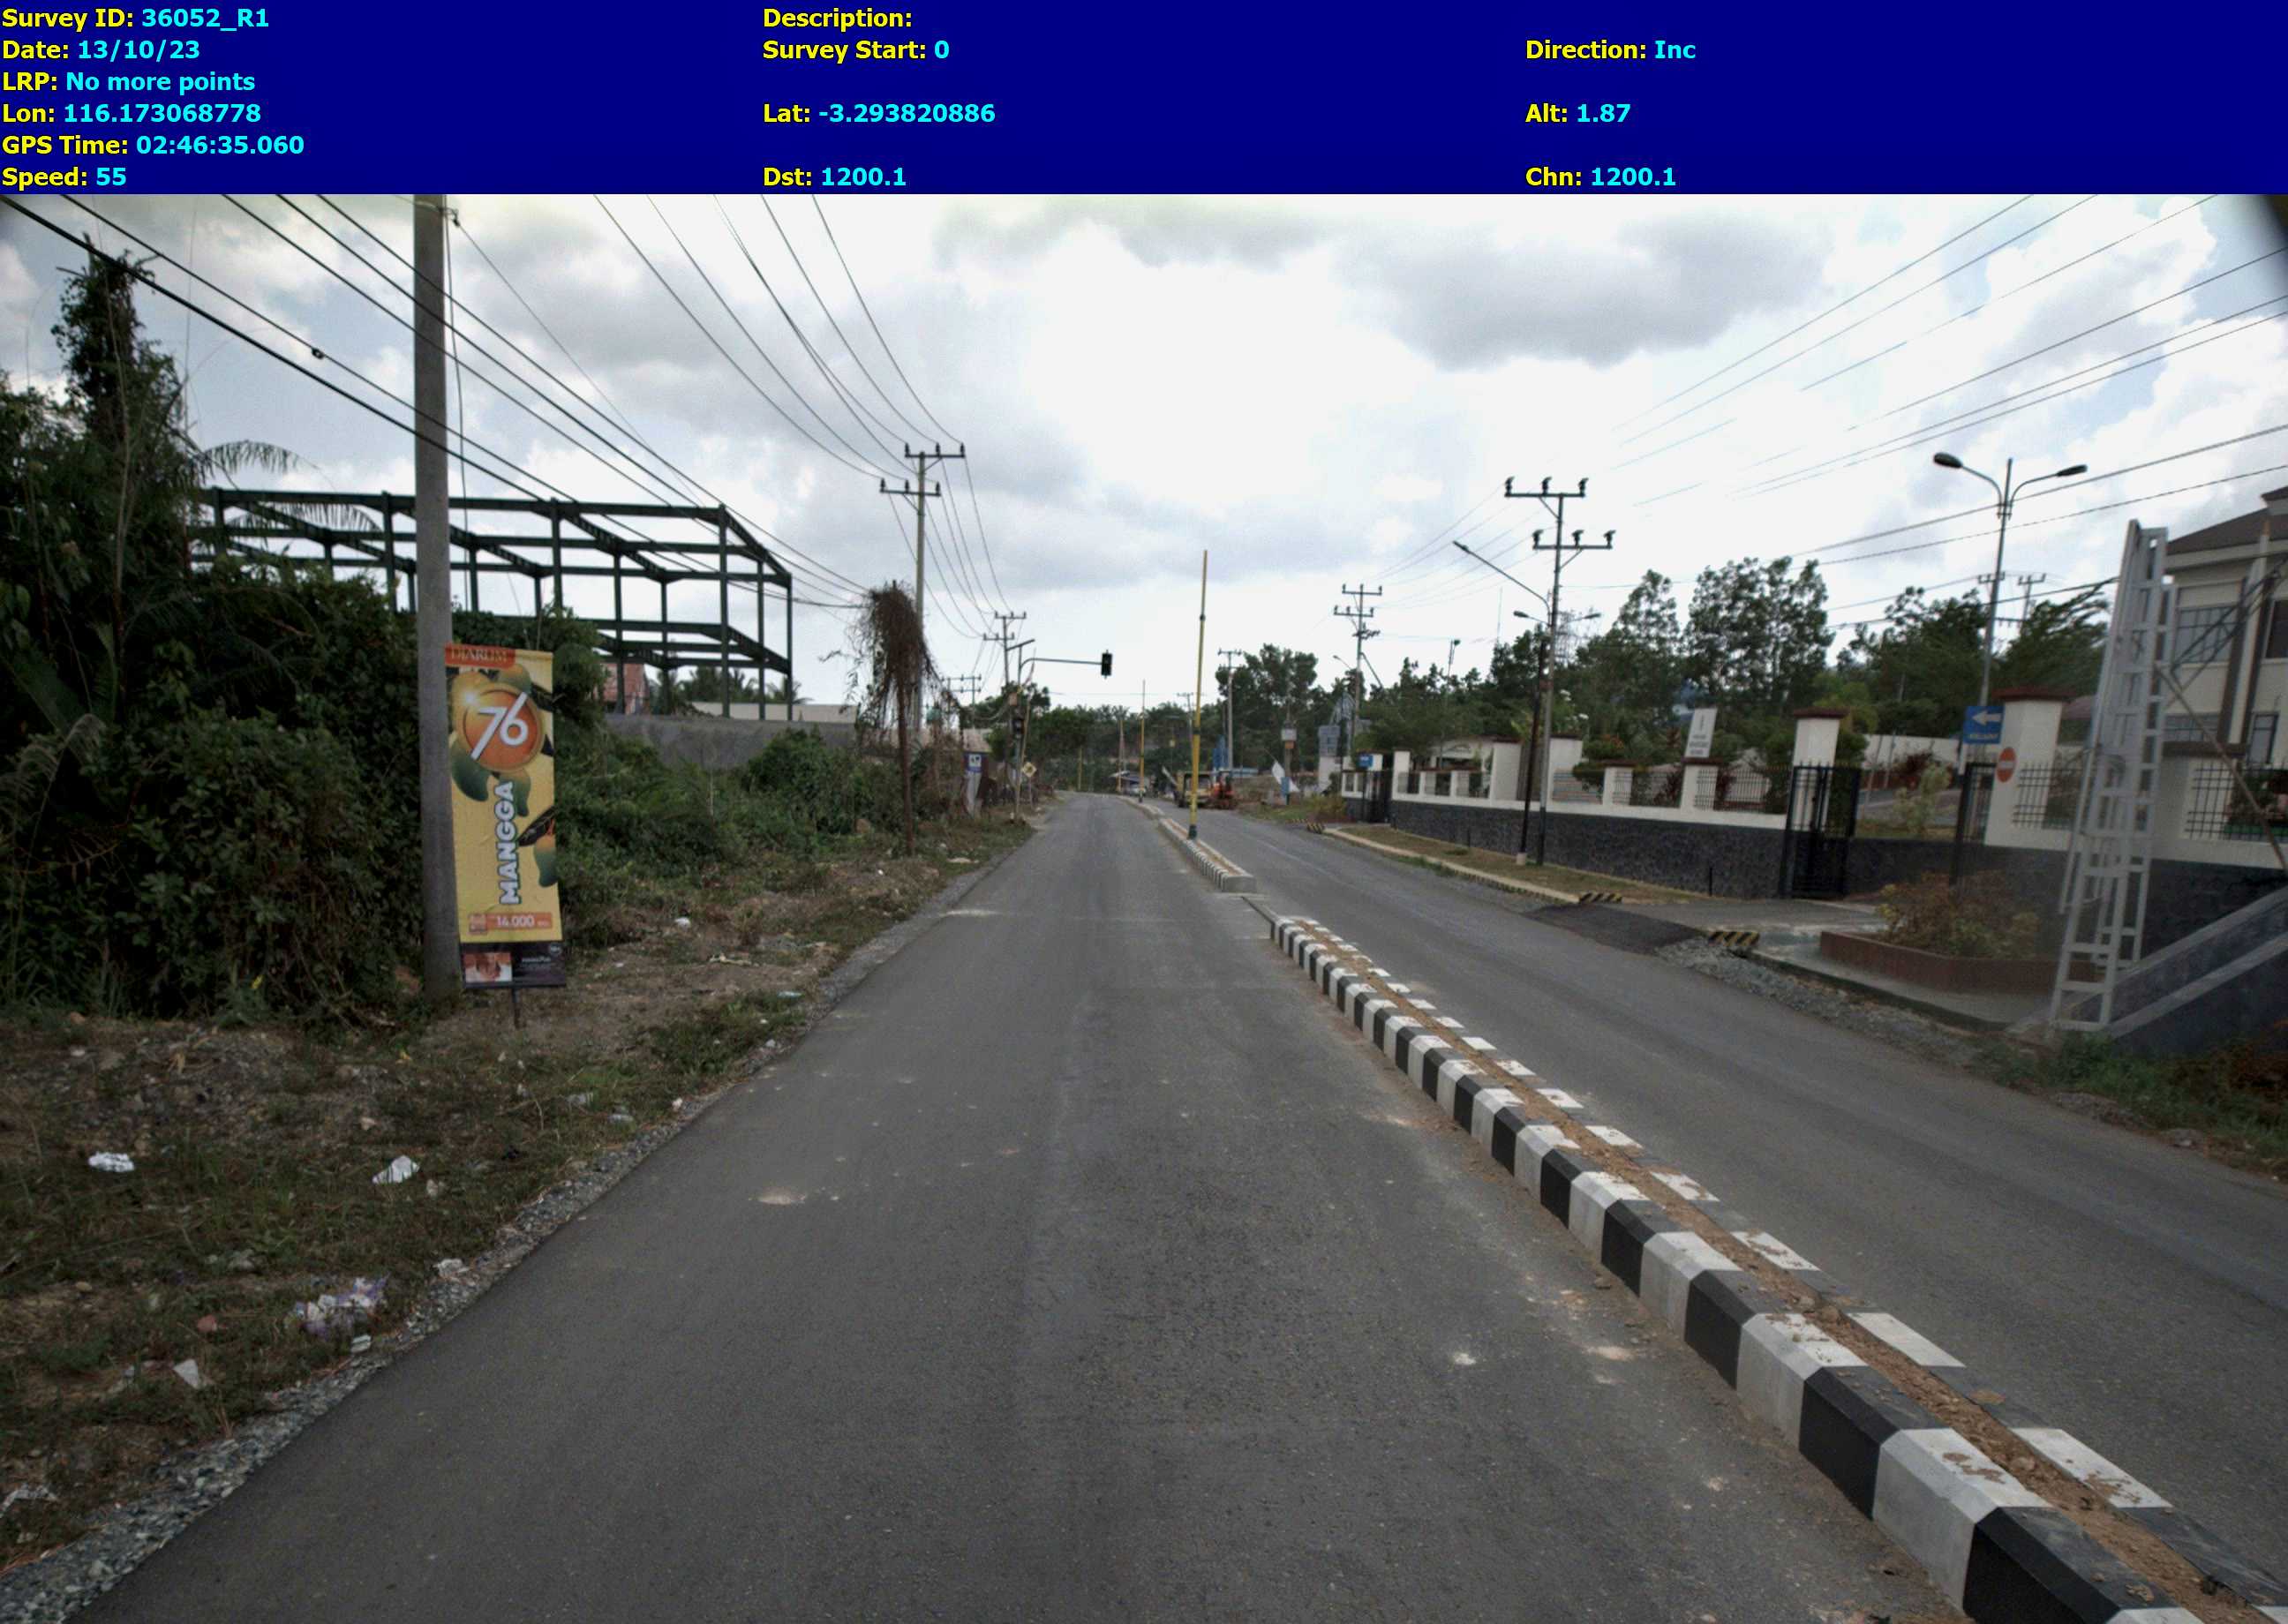 Survey ID: 36052_R1
Description:
Date: 13/10/23
Survey Start: 0
Direction: Inc
LRP: No more points
Lon: 116.173068778
Lat: -3.293820886
Alt: 1.87
GPS Time: 02:46:35.060
Speed: 55
Dst: 1200.1
Chn: 1200.1
DJARUM
76
MANGGA
14.000